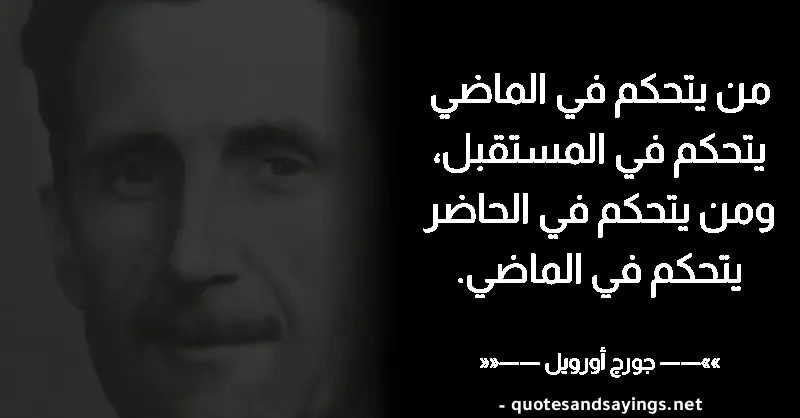 من يتحكم في الماضي
يتحكم في المستقبل،
ومن يتحكم في الحاضر
يتحكم في الماضي.
»»—— جورج أورويل ——««
- quotesandsayings.net